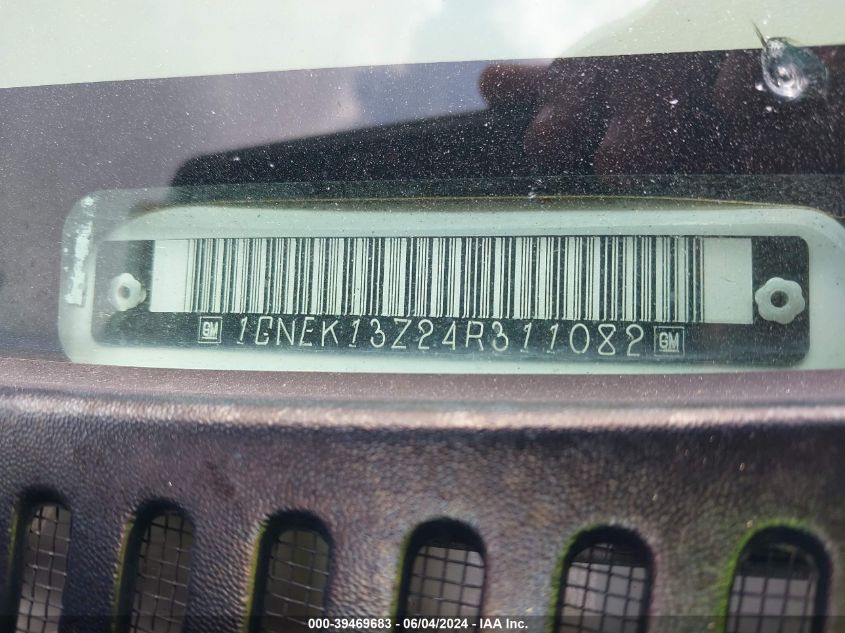 GM 1GNEK13Z24R311082 GM
000-39469683 - 06/04/2024 - IAA Inc.